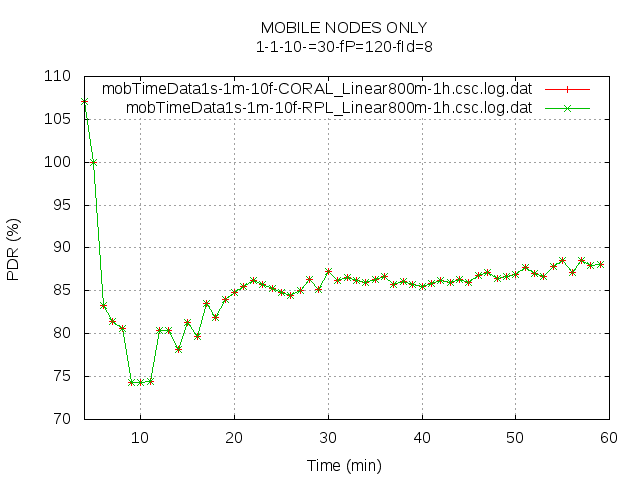 MOBILE NODES ONLY
1-1-10-=30-fP=120-fId=8
mobTimeData1s-1m-10f-CORAL_Linear800m-1h.csc.log.dat
mobTimeData1s-1m-10f-RPL_Linear800m-1h.csc.log.dat
110
105
100
95
90
85
80
75
70
PDR (%)
10 20 30 40 50 60
Time (min)